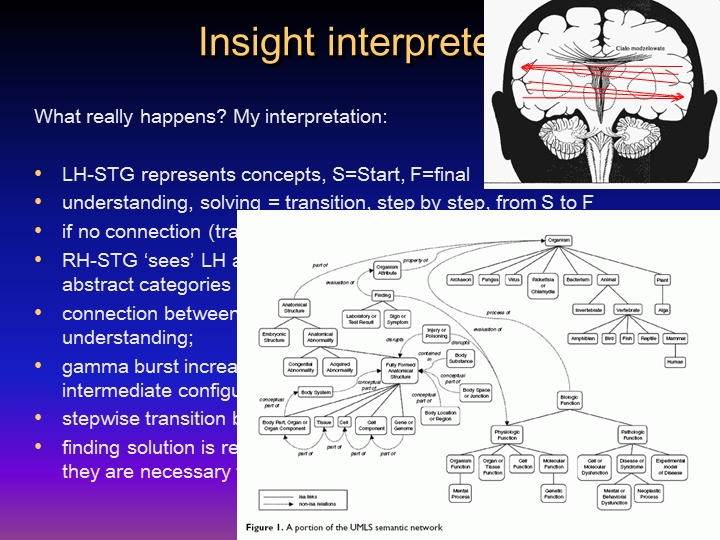 Insight interprete
Ciało modzelowate
What really happens? My interpretation:
• LH-STG represents concepts, S=Start, F=final
• understanding, solving = transition, step by step, from S to F
• if no connection (tra
• RH-STG ‘sees’ LH a
abstract categories
• connection between
understanding;
• gamma burst increa
intermediate configu
• stepwise transition b
• finding solution is re
they are necessary
Organism
part of
property of
Organism
Attribute
evaluation of
Archaeon
Fungus
Virus
Rickettsia
or
Chlamydia
Bacterium
Animal
Plant
Finding
process of
Anatomical
Structure
Invertebrate
Vertebrate
Alga
Laboratory or
Test Result
Sign or
Symptom
evaluation of
Embryonic
Structure
Anatomical
Abnormality
Injury or
Poisoning
disrupts
disrupts
Amphibian
Bird
Fish
Reptile
Mammal
Human
Congenital
Abnormality
Acquired
Abnormality
Fully Formed
Anatomical
Structure
contained
in
Body
Substance
conceptual
part of
conceptual
part of
Body System
conceptual
part of
conceptual
part of
Body Space
or Junction
Biologic
Function
Body Part, Organ or
Organ Component
Tissue
Cell
Cell
Component
Gene or
Genome
Body Location
or Region
part of
part of
part of
part of
Physiologic
Function
Pathologic
Function
Organism
Function
Organ or
Tissue
Function
Cell
Function
Molecular
Function
Cell or
Molecular
Dysfunction
Disease or
Syndrome
Experimental
model
of Disease
Mental
Process
Genetic
Function
Mental or
Behavioral
Dysfunction
Neoplastic
Process
isa links
non-isa relations
Figure 1. A portion of the UMLS semantic network